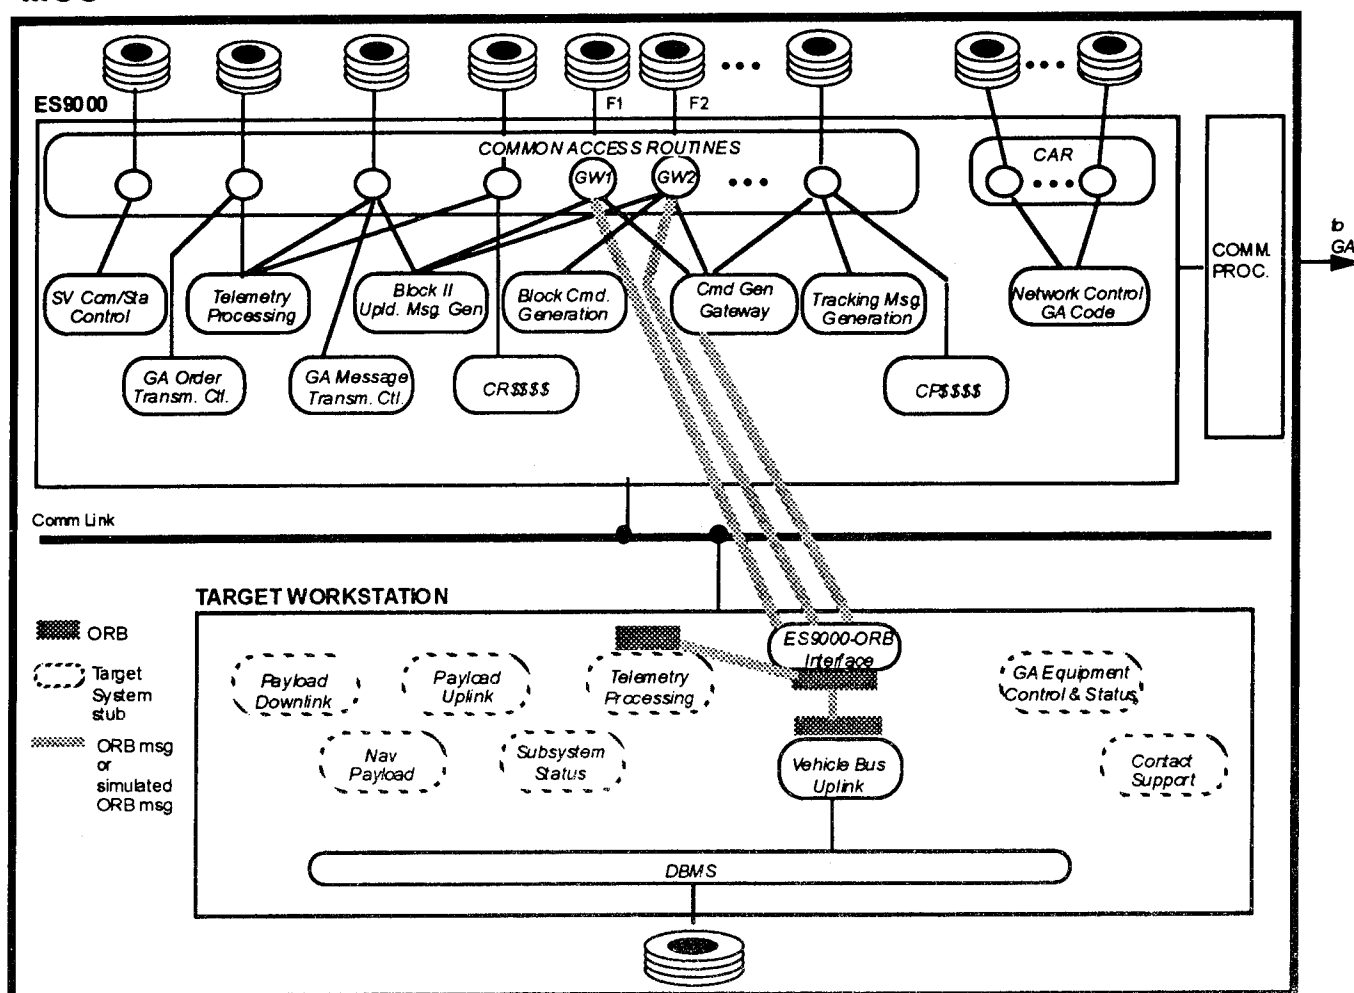 ES9000
F1
F2
COMMON ACCESS ROUTINES
CAR
GW1
GW2
COMM.
PROC.
to
GA
SV Com/Sta
Control
Telemetry
Processing
Block II
Upld. Msg. Gen
Block Cmd.
Generation
Cmd Gen
Gateway
Tracking Msg.
Generation
Network Control
GA Code
GA Order
Transm. Ctl.
GA Message
Transm. Ctl.
CR$$$$
CP$$$$
Comm Link
TARGET WORKSTATION
ORB
Target
System
stub
ORB msg
or
simulated
ORB msg
ES9000-ORB
Interface
Payload
Downlink
Payload
Uplink
Telemetry
Processing
GA Equipment
Control & Status
Nav
Payload
Subsystem
Status
Vehicle Bus
Uplink
Contact
Support
DBMS